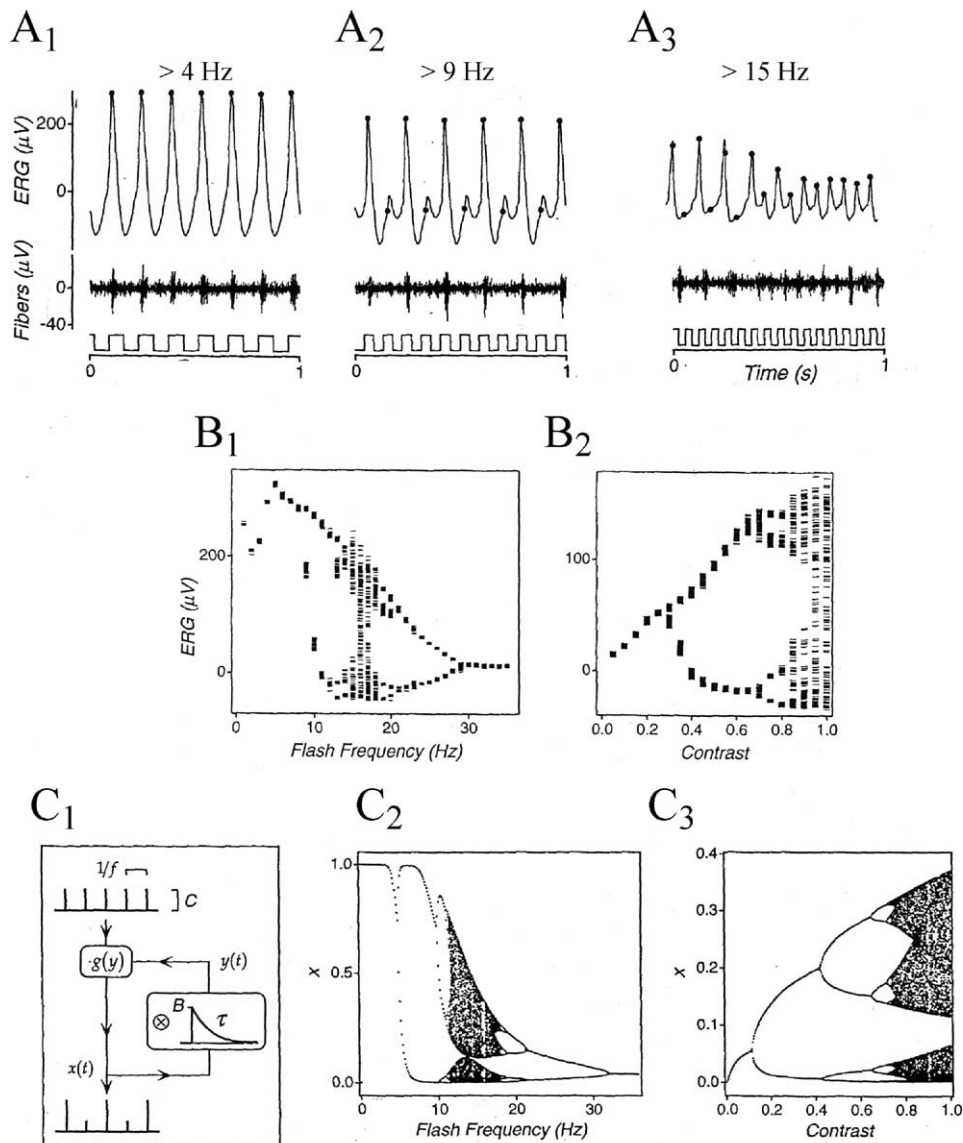 A1 A2 A3
> 4 Hz > 9 Hz > 15 Hz
ERG (μV)
200
0
Fibers (μV)
0
-40
0 1 0 1 0 1
Time (s)
B1 B2
ERG (μV)
200
0
0 10 20 30
Flash Frequency (Hz)
100
0
0.0 0.2 0.4 0.6 0.8 1.0
Contrast
C1 C2 C3
1/f
C
g(y)
y(t)
B
τ
⊗
x(t)
x
1.0
0.5
0.0
0 10 20 30
Flash Frequency (Hz)
x
0.4
0.3
0.2
0.1
0.0
0.0 0.2 0.4 0.6 0.8 1.0
Contrast